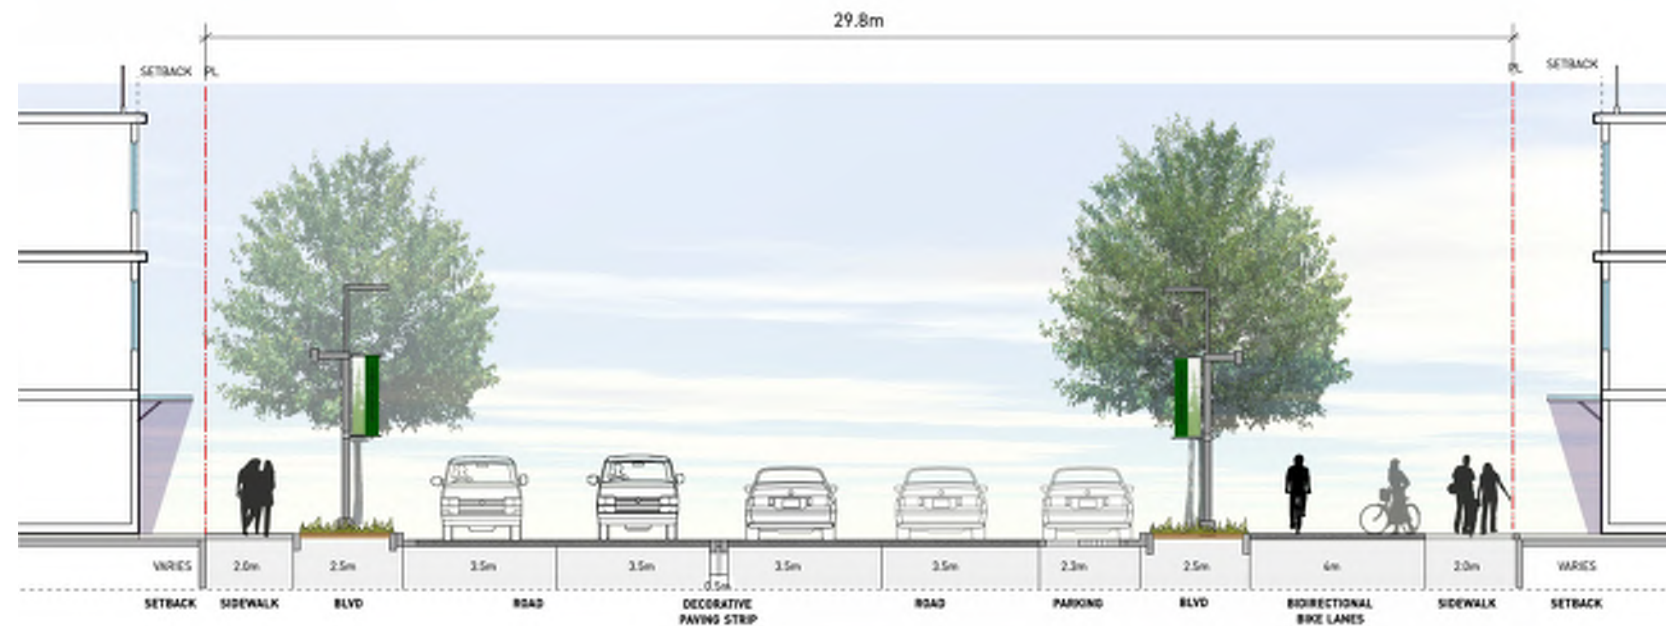 29.8m
SETBACK PL
PL SETBACK
VARIES 2.0m 2.5m 3.5m 3.5m 0.5m 3.5m 3.5m 2.3m 2.5m 4m 2.0m VARIES
SETBACK SIDEWALK BLVD ROAD DECORATIVE ROAD PARKING BLVD BIDIRECTIONAL SIDEWALK SETBACK
PAVING STRIP BIKE LANES